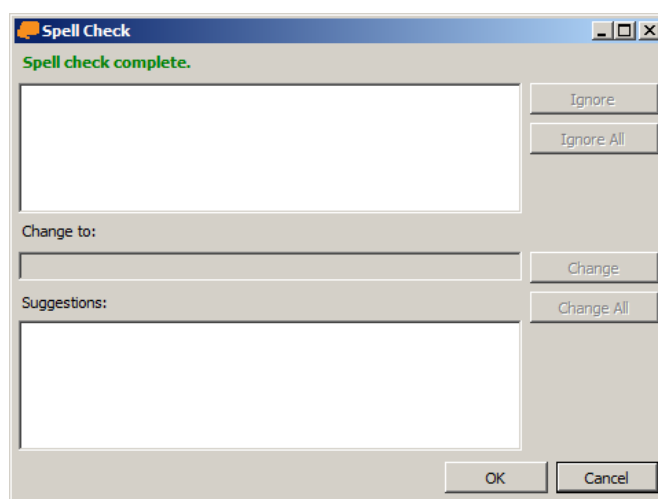 Spell Check
Spell check complete.
Ignore
Ignore All
Change to:
Change
Suggestions:
Change All
OK
Cancel